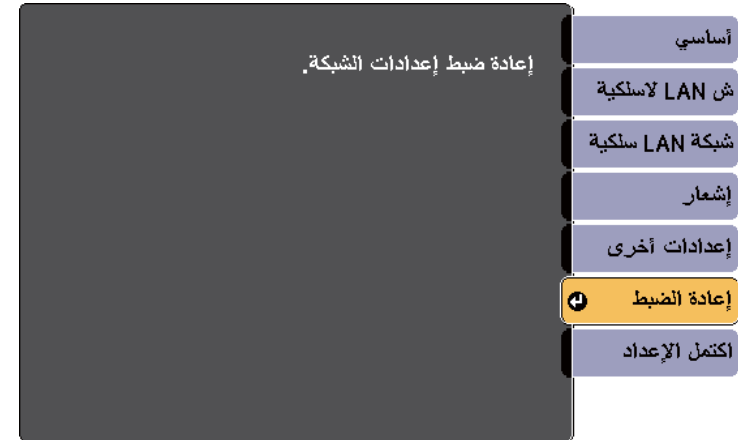 أساسي
ش LAN لاسلكية
شبكة LAN سلكية
إشعار
إعدادات أخرى
إعادة الضبط
اكتمل الإعداد
إعادة ضبط إعدادات الشبكة.